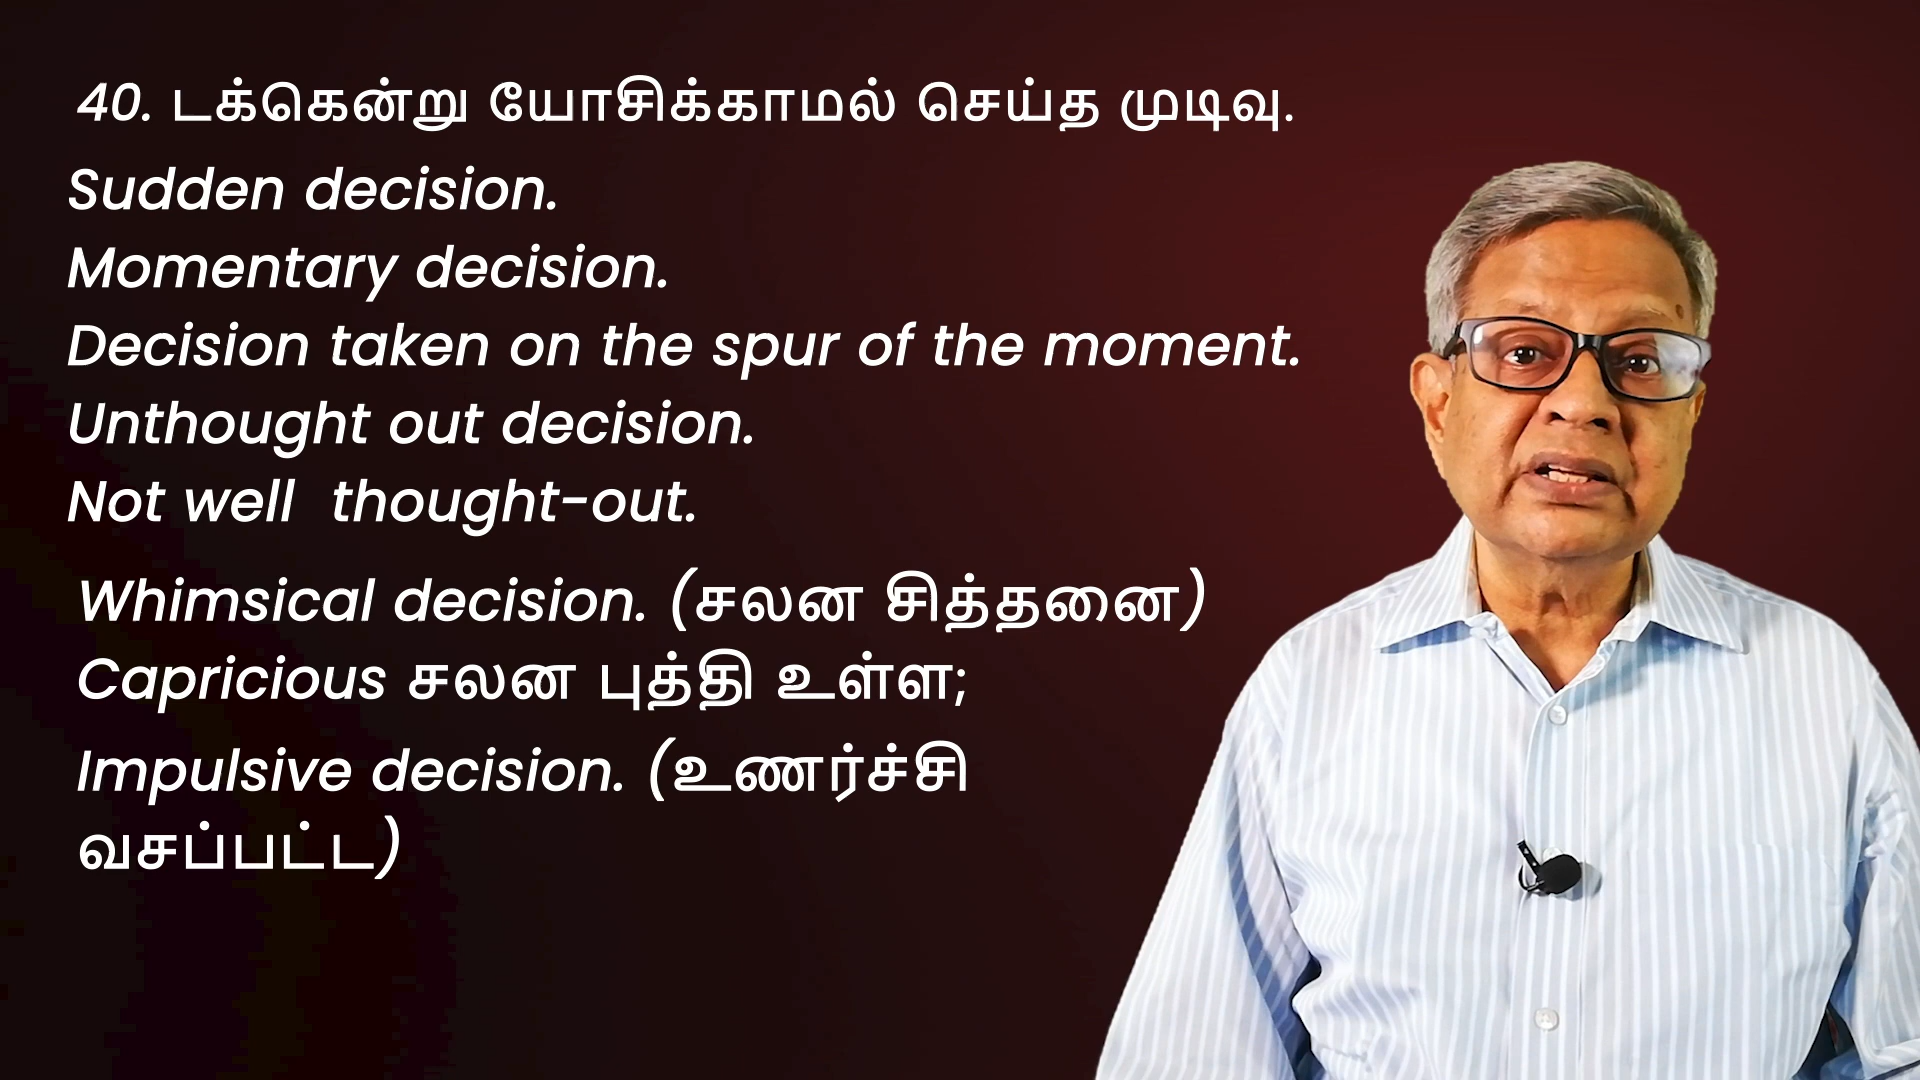 40. டக்கென்று யோசிக்காமல் செய்த முடிவு.
Sudden decision.
Momentary decision.
Decision taken on the spur of the moment.
Unthought out decision.
Not well  thought-out.
Whimsical decision. (சலன சித்தனை)
Capricious சலன புத்தி உள்ள;
Impulsive decision. (உணர்ச்சி
வசப்பட்ட)